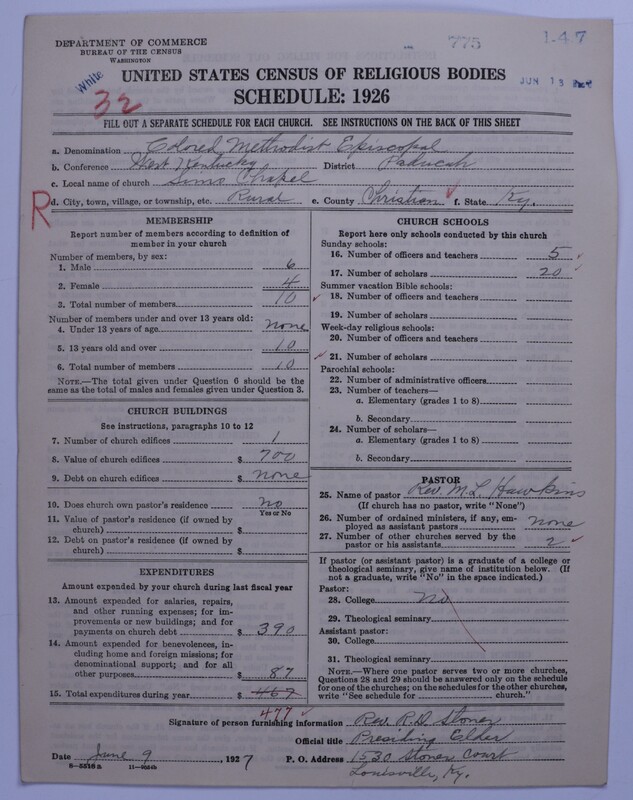 DEPARTMENT OF COMMERCE
BUREAU OF THE CENSUS
WASHINGTON
775
147
White
32
JUN 13
UNITED STATES CENSUS OF RELIGIOUS BODIES
SCHEDULE: 1926
FILL OUT A SEPARATE SCHEDULE FOR EACH CHURCH. SEE INSTRUCTIONS ON THE BACK OF THIS SHEET
a. Denomination Colored Methodist Episcopal
b. Conference West Kentucky District Paducah
c. Local name of church Chapel
R
d. City, town, village, or township, etc. Rural e. County Christian f. State Ky.
MEMBERSHIP
Report number of members according to definition of
member in your church
Number of members, by sex:
1. Male 6
2. Female 4
3. Total number of members 10
Number of members under and over 13 years old:
4. Under 13 years of age none
5. 13 years old and over 10
6. Total number of members 10
NOTE.—The total given under Question 6 should be the
same as the total of males and females given under Question 3.
CHURCH BUILDINGS
See instructions, paragraphs 10 to 12
7. Number of church edifices 1
8. Value of church edifices $ 700
9. Debt on church edifices $ none
10. Does church own pastor's residence no
Yes or No
11. Value of pastor's residence (if owned by
church) $
12. Debt on pastor's residence (if owned by
church) $
EXPENDITURES
Amount expended by your church during last fiscal year
13. Amount expended for salaries, repairs,
and other running expenses; for im-
provements or new buildings; and for
payments on church debt $ 390
14. Amount expended for benevolences,
including home and foreign missions; for
denominational support; and for all
other purposes $ 87
15. Total expenditures during year $ 467
477
CHURCH SCHOOLS
Report here only schools conducted by this church
Sunday schools:
16. Number of officers and teachers 5
17. Number of scholars 20
Summer vacation Bible schools:
18. Number of officers and teachers
19. Number of scholars
Week-day religious schools:
20. Number of officers and teachers
21. Number of scholars
Parochial schools:
22. Number of administrative officers
23. Number of teachers—
a. Elementary (grades 1 to 8)
b. Secondary
24. Number of scholars—
a. Elementary (grades 1 to 8)
b. Secondary
PASTOR
25. Name of pastor Rev. M. L. Hawkins
(If church has no pastor, write "None")
26. Number of ordained ministers, if any, em-
ployed as assistant pastors none
27. Number of other churches served by the
pastor or his assistants 2
If pastor (or assistant pastor) is a graduate of a college or
theological seminary, give name of institution below. (If
not a graduate, write "No" in the space indicated.)
Pastor:
28. College No
29. Theological seminary
Assistant pastor:
30. College
31. Theological seminary
NOTE.—Where one pastor serves two or more churches,
Questions 28 and 29 should be answered only on the schedule
for one of the churches; on the schedules for the other churches,
write "See schedule for ________ church."
Signature of person furnishing information Rev R. D. Stoner
Official title Presiding Elder
Date June 9, 1927 P. O. Address 1530 Stoner Court
Louisville, Ky.